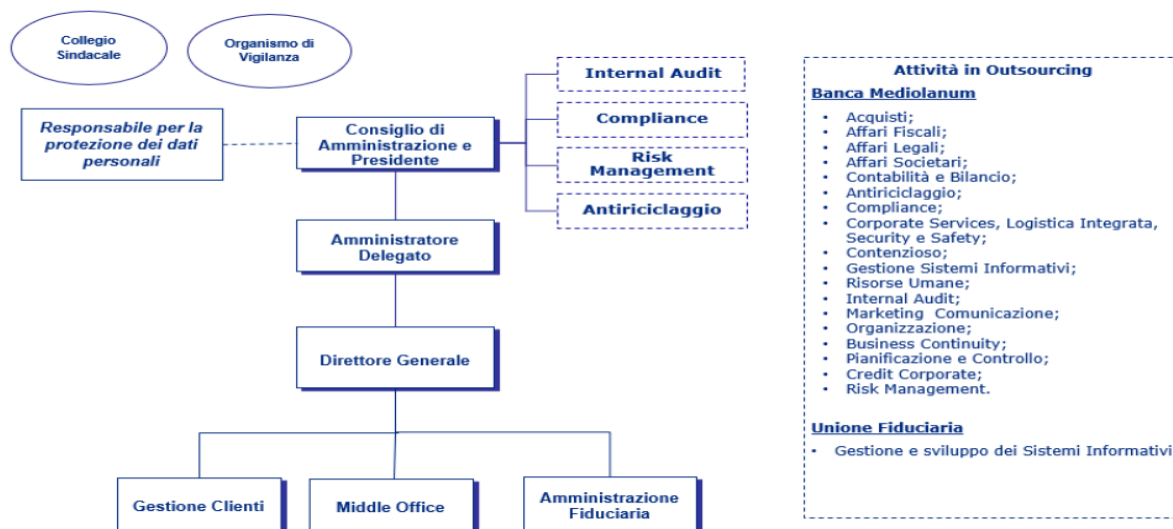 Collegio
Sindacale
Organismo di
Vigilanza
Responsabile per la
protezione dei dati
personali
Consiglio di
Amministrazione e
Presidente
Internal Audit
Compliance
Risk
Management
Antiriciclaggio
Amministratore
Delegato
Direttore Generale
Gestione Clienti
Middle Office
Amministrazione
Fiduciaria
Attività in Outsourcing
Banca Mediolanum
• Acquisti;
• Affari Fiscali;
• Affari Legali;
• Affari Societari;
• Contabilità e Bilancio;
• Antiriciclaggio;
• Compliance;
• Corporate Services, Logistica Integrata,
Security e Safety;
• Contenzioso;
• Gestione Sistemi Informativi;
• Risorse Umane;
• Internal Audit;
• Marketing Comunicazione;
• Organizzazione;
• Business Continuity;
• Pianificazione e Controllo;
• Credit Corporate;
• Risk Management.
Unione Fiduciaria
• Gestione e sviluppo dei Sistemi Informativi